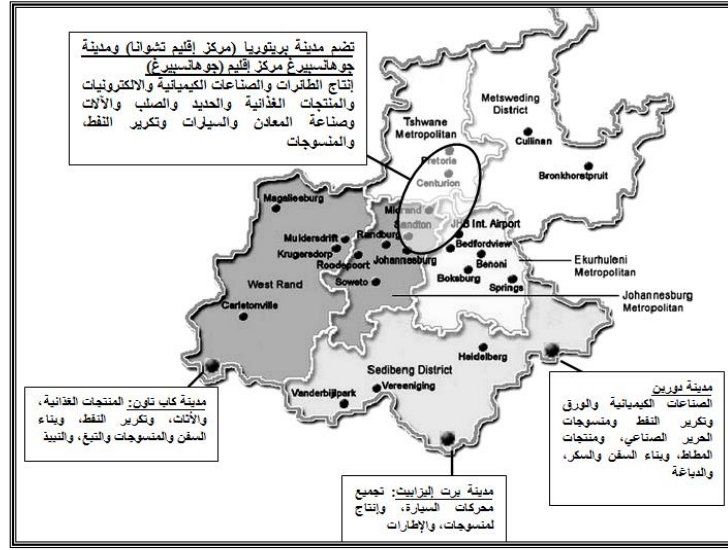 تضم مدينة بريتوريا (مركز إقليم تشوانا) ومدينة
جوهانسبيرغ مركز إقليم (جوهانسبيرغ)
إنتاج الطائرات والصناعات الكيميائية والالكترونيات
والمنتجات الغذائية والحديد والصلب والآلات
وصناعة المعادن والسيارات وتكرير النفط،
والمنسوجات
Metsweding
District
Tshwane
Metropolitan
Cullinan
Pretoria
Bronkhorstpruit
Centurion
Magaliesburg
Midrand
Sandton
JHB Int. Airport
Muldersdrift
Randburg
Bedfordview
Krugersdorp
Johannesburg
Benoni
Ekurhuleni
Metropolitan
Roodepoort
Boksburg
West Rand
Soweto
Springs
Johannesburg
Metropolitan
Carletonville
Heidelberg
Sedibeng District
Vereeniging
Vanderbijlpark
مدينة دوربن
الصناعات الكيميائية والورق
وتكرير النفط ومنسوجات
الحرير الصناعي، ومنتجات
المطاط، وبناء السفن والسكر،
والدباغة
مدينة كاب تاون: المنتجات الغذائية،
والأثاث، وتكرير النفط، وبناء
السفن والمنسوجات والتبغ، والنبيذ
مدينة برت إليزابيث: تجميع
محركات السيارة، وإنتاج
لمنسوجات، والإطارات